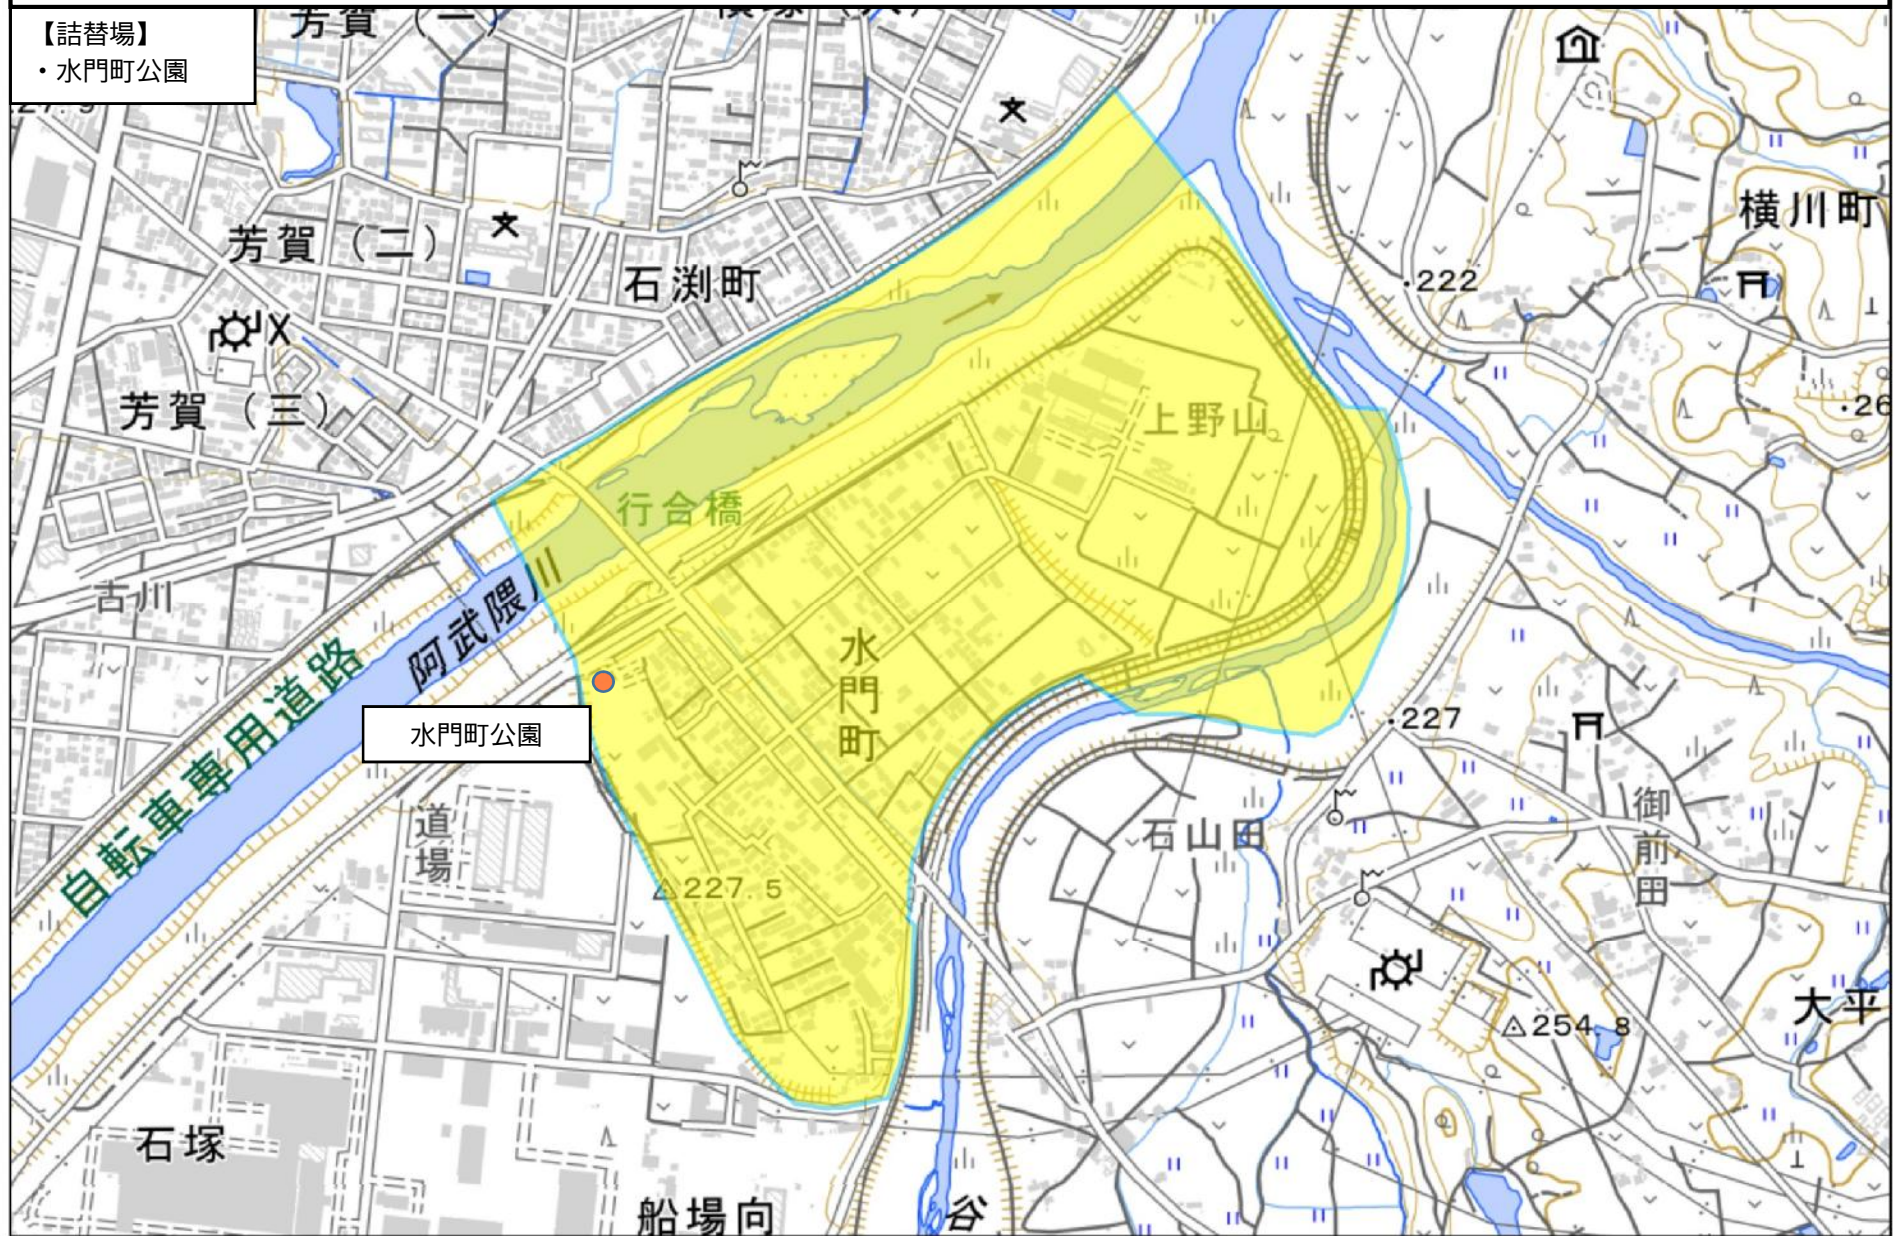 【詰替場】
・水門町公園
芳賀（一）
27.9
横川町
芳賀（二）
石渕町
222
X
芳賀（三）
上野山
26
行合橋
古川
阿武隈川
水門町
自転車専用道路
水門町公園
227
道場
石山田
御前田
227.5
254.8
大平
石塚
船場向
谷